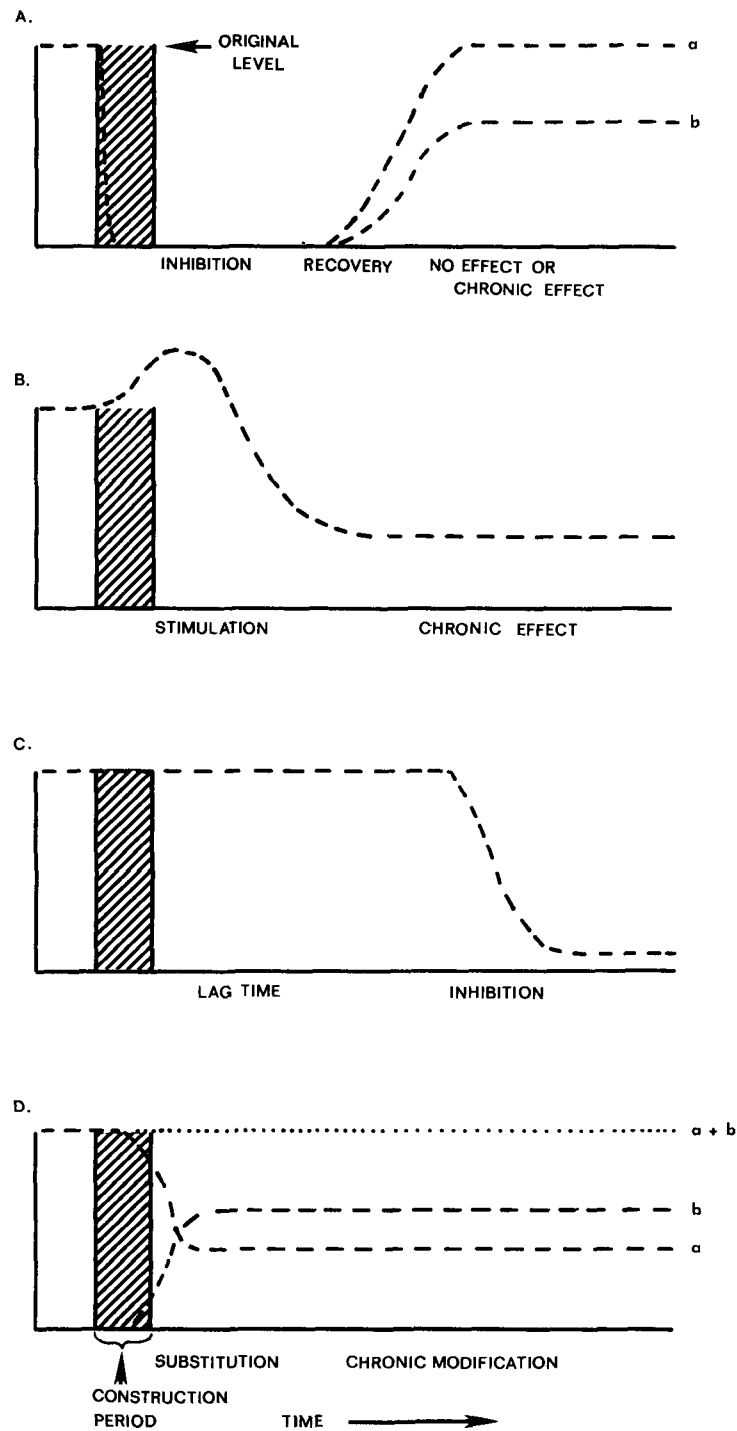 A.
ORIGINAL
LEVEL
a
b
INHIBITION RECOVERY NO EFFECT OR
CHRONIC EFFECT
B.
STIMULATION CHRONIC EFFECT
C.
LAG TIME INHIBITION
D.
a + b
b
a
SUBSTITUTION CHRONIC MODIFICATION
CONSTRUCTION
PERIOD TIME